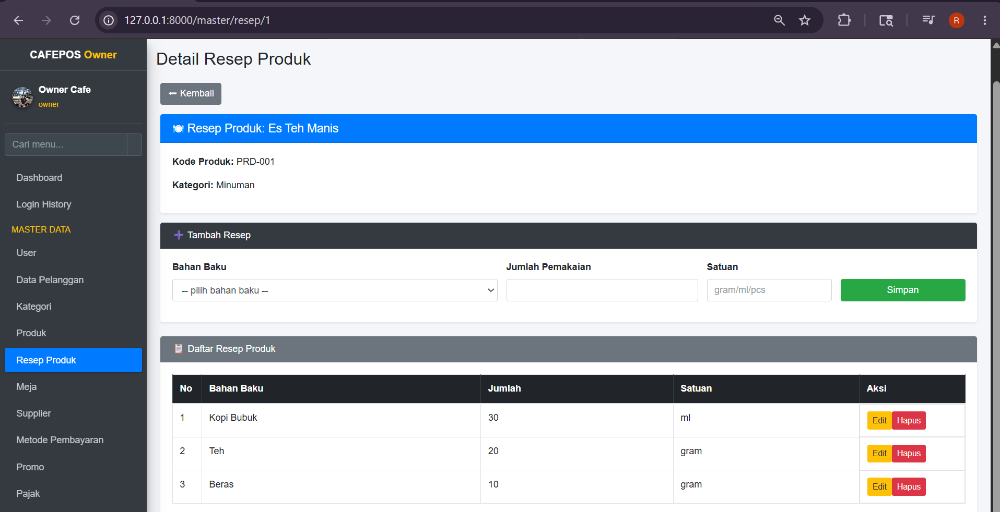 127.0.0.1:8000/master/resep/1
R
CAFEPOS Owner
Owner Cafe
owner
Cari menu...
Dashboard
Login History
MASTER DATA
User
Data Pelanggan
Kategori
Produk
Resep Produk
Meja
Supplier
Metode Pembayaran
Promo
Pajak
Detail Resep Produk
Kembali
Resep Produk: Es Teh Manis
Kode Produk: PRD-001
Kategori: Minuman
Tambah Resep
Bahan Baku Jumlah Pemakaian Satuan
-- pilih bahan baku -- gram/ml/pcs Simpan
Daftar Resep Produk
No Bahan Baku Jumlah Satuan Aksi
1 Kopi Bubuk 30 ml Edit Hapus
2 Teh 20 gram Edit Hapus
3 Beras 10 gram Edit Hapus